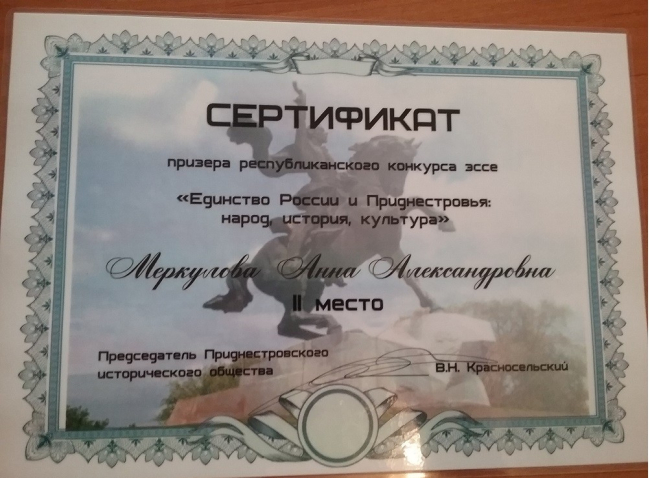 СЕРТИФИКАТ
призера республиканского конкурса эссе
«Единство России и Приднестровья:
народ, история, культура»
Меркулова Анна Александровна
II место
Председатель Приднестровского
исторического общества
В.Н. Красносельский